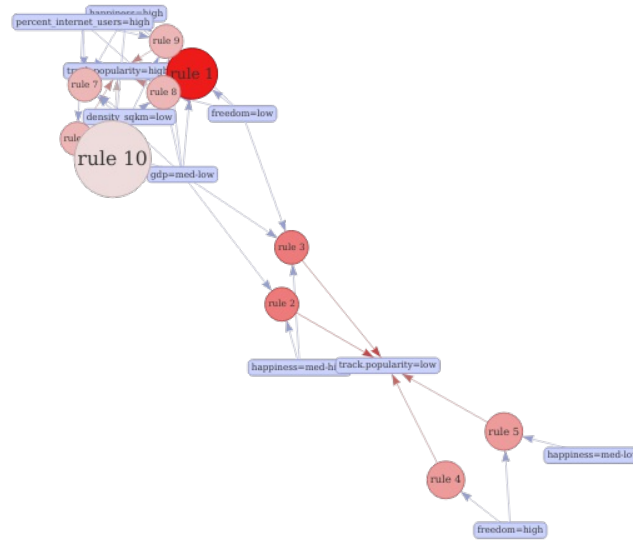 happiness=high
percent_internet_users=high
rule 9
track.popularity=high
rule 1
rule 7
rule 8
freedom=low
density_sqkm=low
rule
rule 10
gdp=med-low
rule 3
rule 2
happiness=med-hi
track.popularity=low
rule 5
happiness=med-lo
rule 4
freedom=high